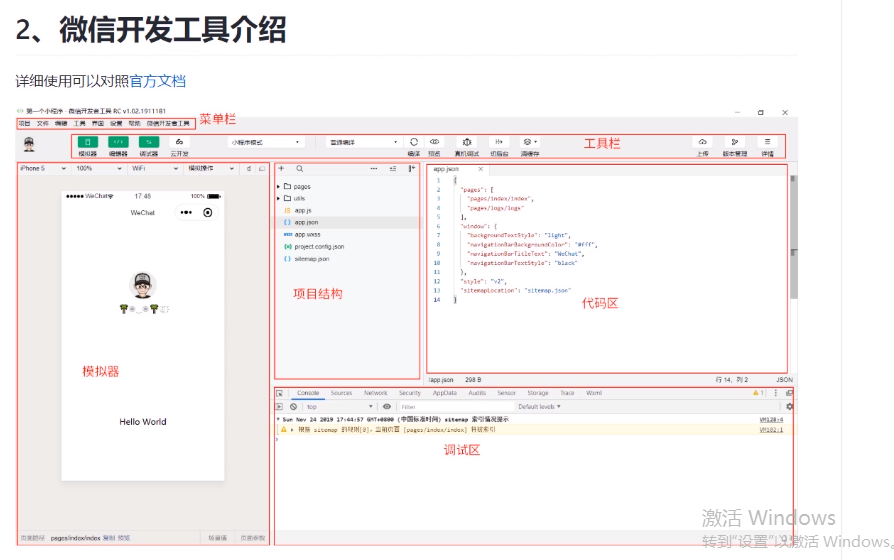 2、微信开发工具介绍
详细使用可以对照官方文档
第一个小程序 - 微信开发者工具 RC v1.02.1911181
项目 文件 编辑 工具 界面 设置 帮助 微信开发者工具
菜单栏
模拟器 编辑器 调试器 云开发
小程序模式 普通编译
编译 预览 真机调试 切后台 清缓存
工具栏
上传 版本管理 详情
iPhone 5 100% WiFi 模拟操作
WeChat 17:48 100%
WeChat
模拟器
Hello World
页面路径 pages/index/index 复制 预览 场景值 页面参数
pages
utils
JS app.js
{ } app.json
wxss app.wxss
{o} project.config.json
{ } sitemap.json
项目结构
app.json
1 {
2 "pages": [
3 "pages/index/index",
4 "pages/logs/logs"
5 ],
6 "window": {
7 "backgroundTextStyle": "light",
8 "navigationBarBackgroundColor": "#fff",
9 "navigationBarTitleText": "WeChat",
10 "navigationBarTextStyle": "black"
11 },
12 "style": "v2",
13 "sitemapLocation": "sitemap.json"
14 }
代码区
/app.json 298 B 行 14，列 2 JSON
Console Sources Network Security AppData Audits Sensor Storage Trace Wxml 1
top Filter Default levels
Sun Nov 24 2019 17:44:57 GMT+0800 (中国标准时间) sitemap 索引情况提示 VM128:4
根据 sitemap 的规则[0]，当前页面 [pages/index/index] 将被索引 VM182:1
调试区
激活 Windows
转到"设置"以激活 Windows。